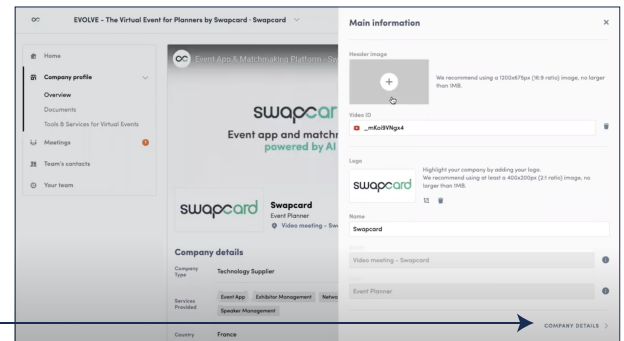 EVOLVE - The Virtual Event for Planners by Swapcard - Swapcard
Home
Company profile
Overview
Documents
Tools & Services for Virtual Events
Meetings
Team's contacts
Your team
Event App & Matchmaking Platform - Sw
swapcar
Event app and matchm
powered by AI
swapcard
Swapcard
Event Planner
Video meeting - Swa
Company details
Company Type
Technology Supplier
Services Provided
Event App
Exhibitor Management
Netwo
Speaker Management
Country
France
Main information
Header image
We recommend using a 1200x675px (16:9 ratio) image, no larger
than 1MB.
Video ID
_mKoi9VNgx4
Logo
swapcard
Highlight your company by adding your logo.
We recommend using at least a 400x200px (2:1 ratio) image, no
larger than 1MB.
Name
Swapcard
Video meeting - Swapcard
Event Planner
COMPANY DETAILS